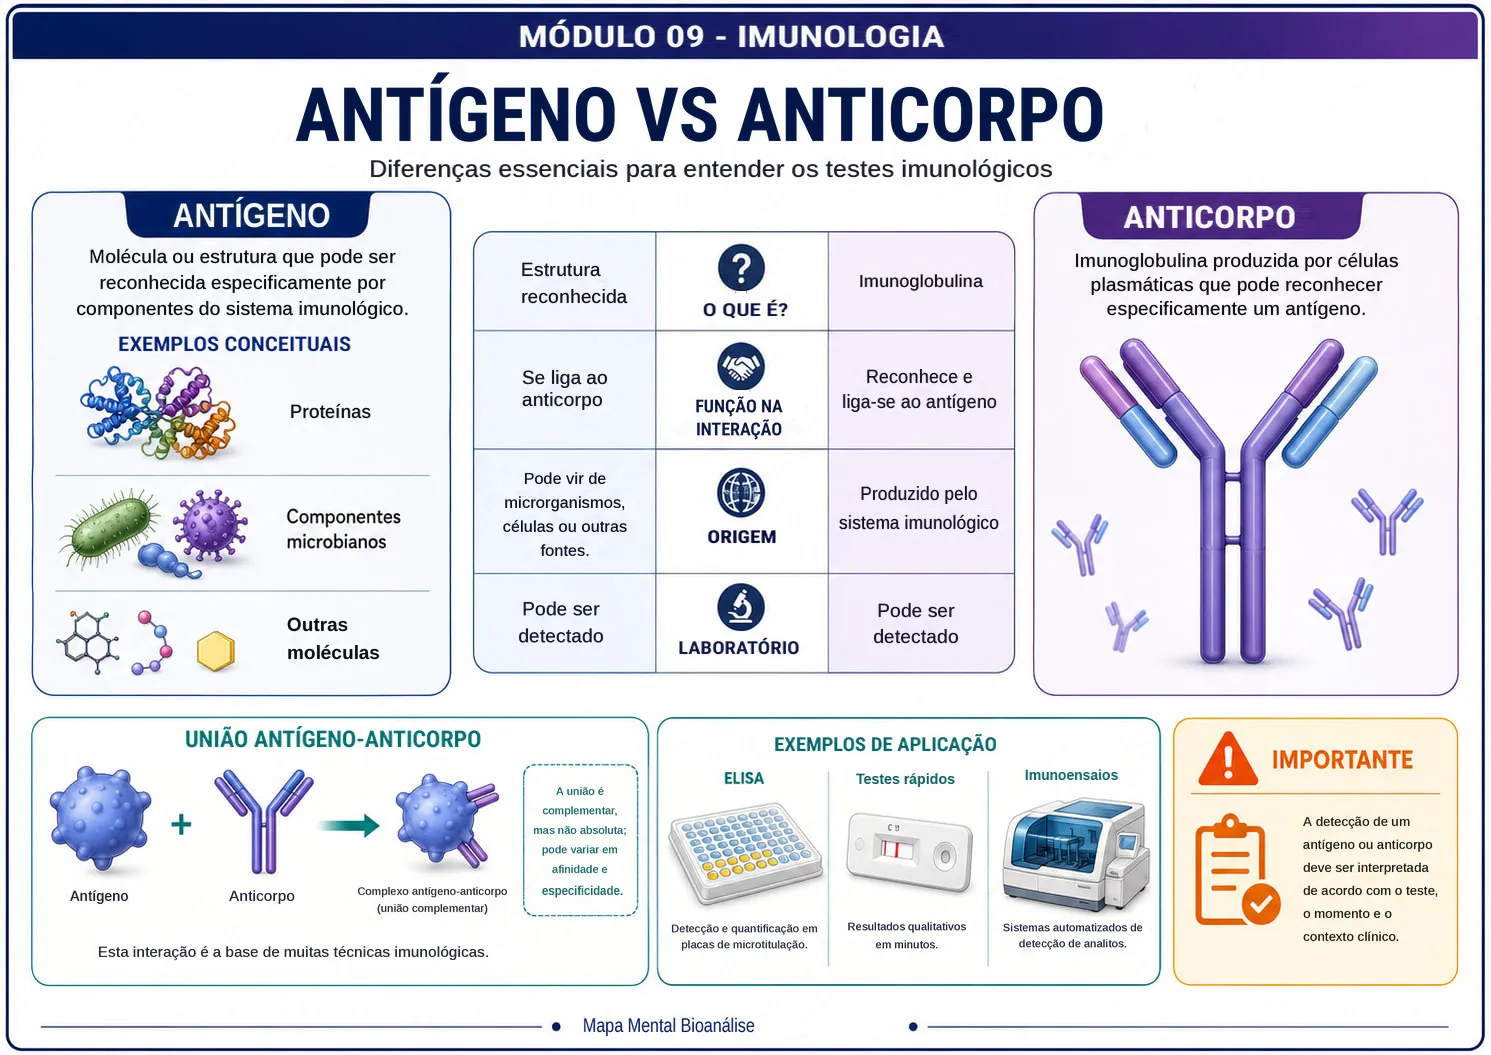 MÓDULO 09 - IMUNOLOGIA
ANTÍGENO VS ANTICORPO
Diferenças essenciais para entender os testes imunológicos
ANTÍGENO
Molécula ou estrutura que pode ser
reconhecida especificamente por
componentes do sistema imunológico.
EXEMPLOS CONCEITUAIS
Proteínas
Componentes
microbianos
Outras
moléculas
Estrutura
reconhecida
?
O QUE É?
Imunoglobulina
Se liga ao
anticorpo
FUNÇÃO NA
INTERAÇÃO
Reconhece e
liga-se ao antígeno
Pode vir de
microrganismos,
células ou outras
fontes.
ORIGEM
Produzido pelo
sistema imunológico
Pode ser
detectado
LABORATÓRIO
Pode ser
detectado
ANTICORPO
Imunoglobulina produzida por células
plasmáticas que pode reconhecer
especificamente um antígeno.
UNIÃO ANTÍGENO-ANTICORPO
+
Antígeno
Anticorpo
Complexo antígeno-anticorpo
(união complementar)
A união é
complementar,
mas não absoluta;
pode variar em
afinidade e
especificidade.
Esta interação é a base de muitas técnicas imunológicas.
EXEMPLOS DE APLICAÇÃO
ELISA
Detecção e quantificação em
placas de microtitulação.
Testes rápidos
Resultados qualitativos
em minutos.
Imunoensaios
Sistemas automatizados de
detecção de analitos.
IMPORTANTE
A detecção de um
antígeno ou anticorpo
deve ser interpretada
de acordo com o teste,
o momento e o
contexto clínico.
Mapa Mental Bioanálise